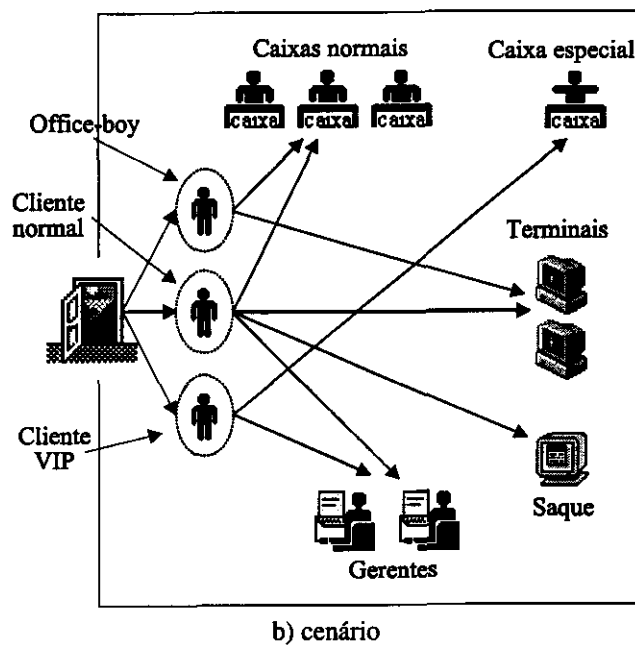 Caixas normais
Caixa especial
caixa
caixa
caixa
caixa
Office-boy
Cliente
normal
Terminais
Cliente
VIP
Saque
Gerentes
b) cenário